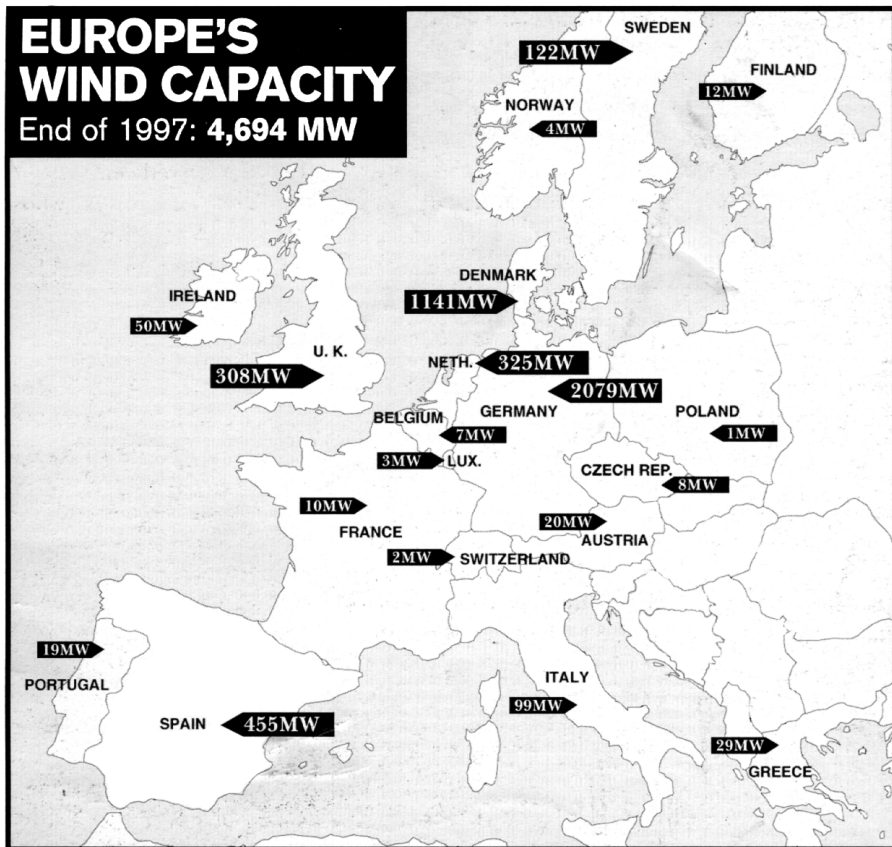 EUROPE'S
WIND CAPACITY
End of 1997: 4,694 MW
SWEDEN
122MW
FINLAND
12MW
NORWAY
4MW
DENMARK
1141MW
IRELAND
50MW
U. K.
308MW
NETH.
325MW
2079MW
GERMANY
BELGIUM
7MW
POLAND
1MW
3MW
LUX.
CZECH REP.
8MW
10MW
FRANCE
20MW
AUSTRIA
2MW
SWITZERLAND
19MW
PORTUGAL
SPAIN
455MW
ITALY
99MW
29MW
GREECE